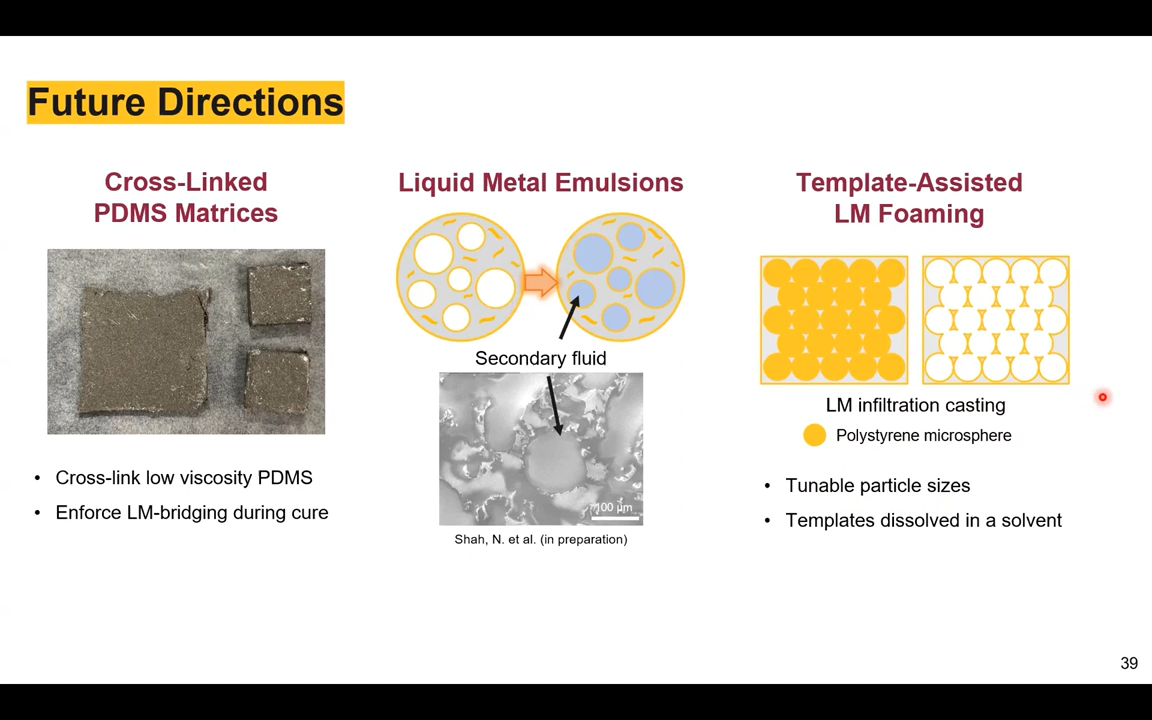 Future Directions
Cross-Linked
PDMS Matrices
• Cross-link low viscosity PDMS
• Enforce LM-bridging during cure
Liquid Metal Emulsions
Secondary fluid
100 μm
Shah, N. et al. (in preparation)
Template-Assisted
LM Foaming
LM infiltration casting
Polystyrene microsphere
• Tunable particle sizes
• Templates dissolved in a solvent
39